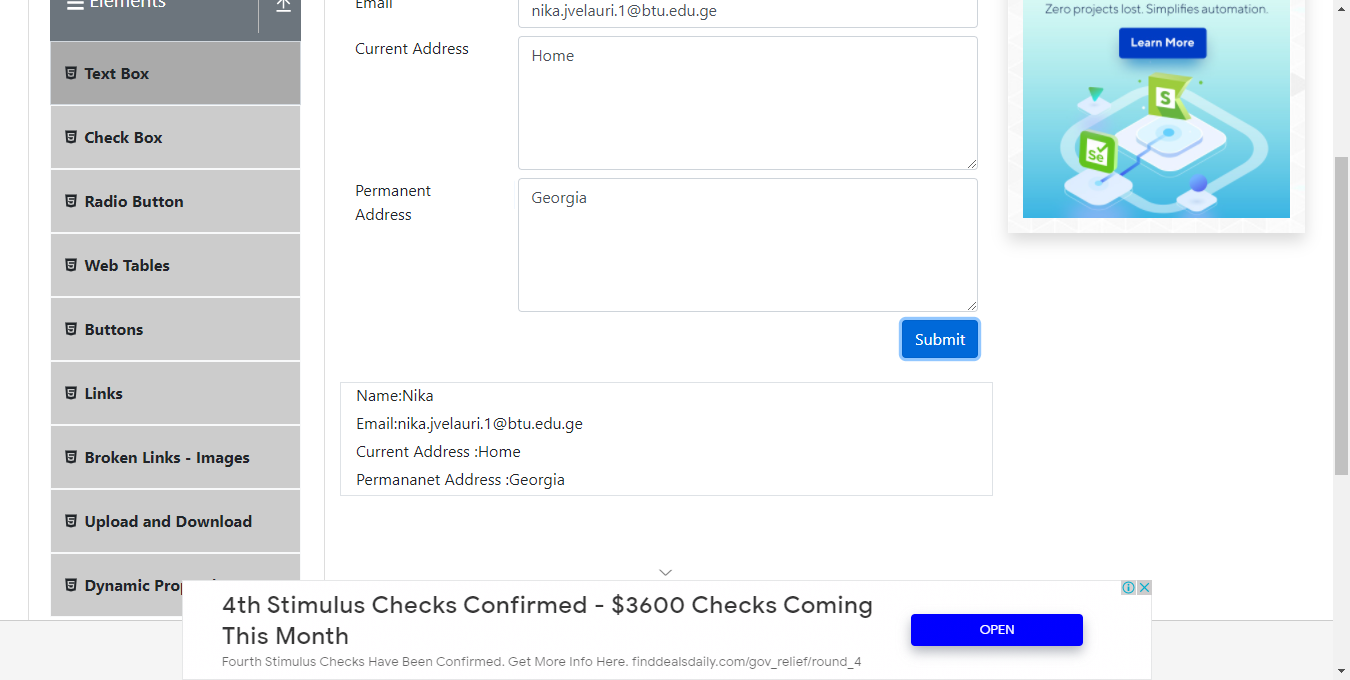 Elements
Email
nika.jvelauri.1@btu.edu.ge
Zero projects lost. Simplifies automation.
Learn More
S
Se
Text Box
Check Box
Radio Button
Web Tables
Buttons
Links
Broken Links - Images
Upload and Download
Dynamic
Current Address
Home
Permanent
Address
Georgia
Submit
Name:Nika
Email:nika.jvelauri.1@btu.edu.ge
Current Address :Home
Permananet Address :Georgia
4th Stimulus Checks Confirmed - $3600 Checks Coming
This Month
Fourth Stimulus Checks Have Been Confirmed. Get More Info Here. finddealsdaily.com/gov_relief/round_4
OPEN